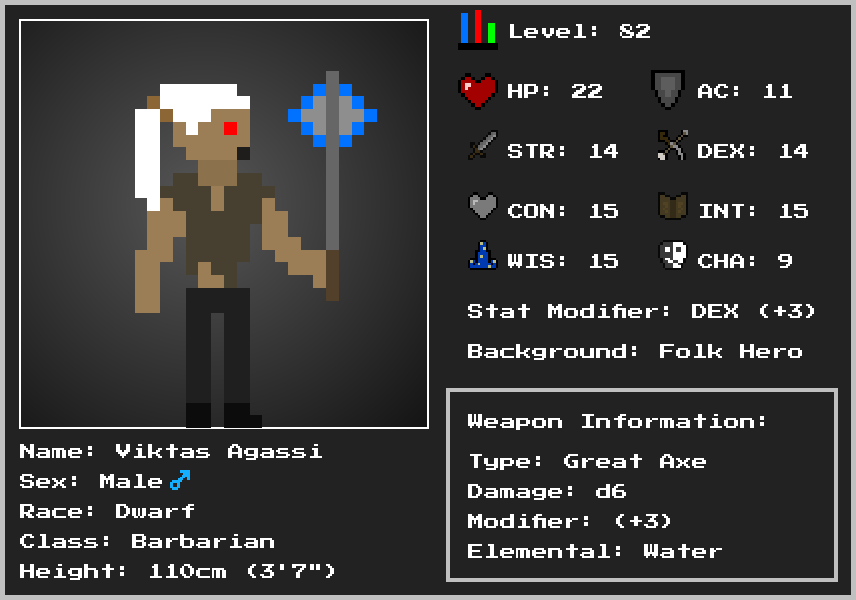 Level: 82
HP: 22
AC: 11
STR: 14
DEX: 14
CON: 15
INT: 15
WIS: 15
CHA: 9
Stat Modifier: DEX (+3)
Background: Folk Hero
Weapon Information:
Type: Great Axe
Damage: d6
Modifier: (+3)
Elemental: Water
Name: Viktas Agassi
Sex: Male♂
Race: Dwarf
Class: Barbarian
Height: 110cm (3'7")